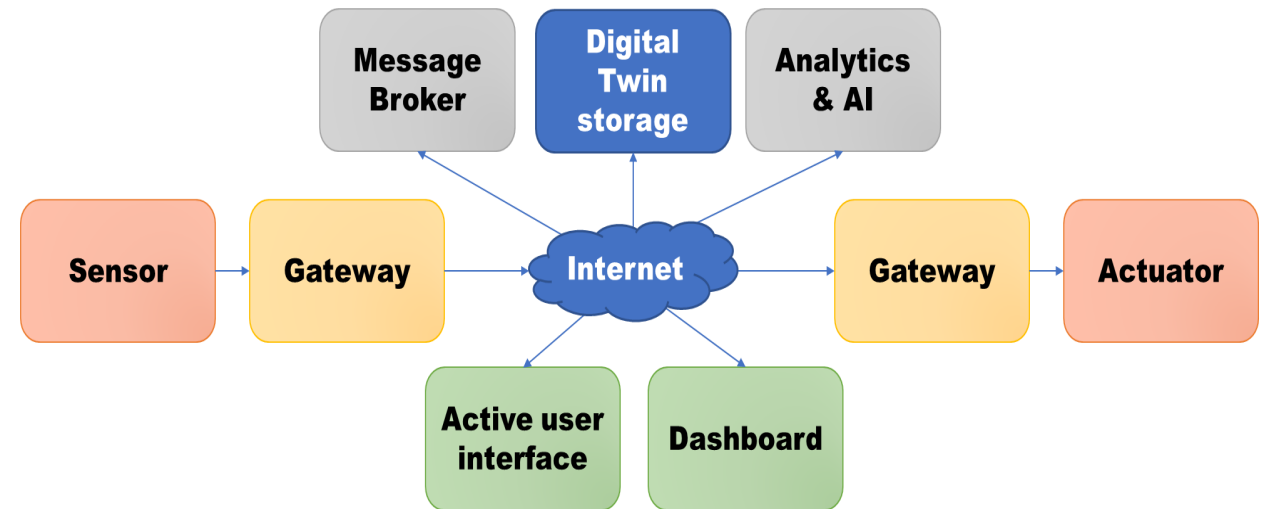 Message
Broker
Digital
Twin
storage
Analytics
& AI
Sensor
Gateway
Internet
Gateway
Actuator
Active user
interface
Dashboard